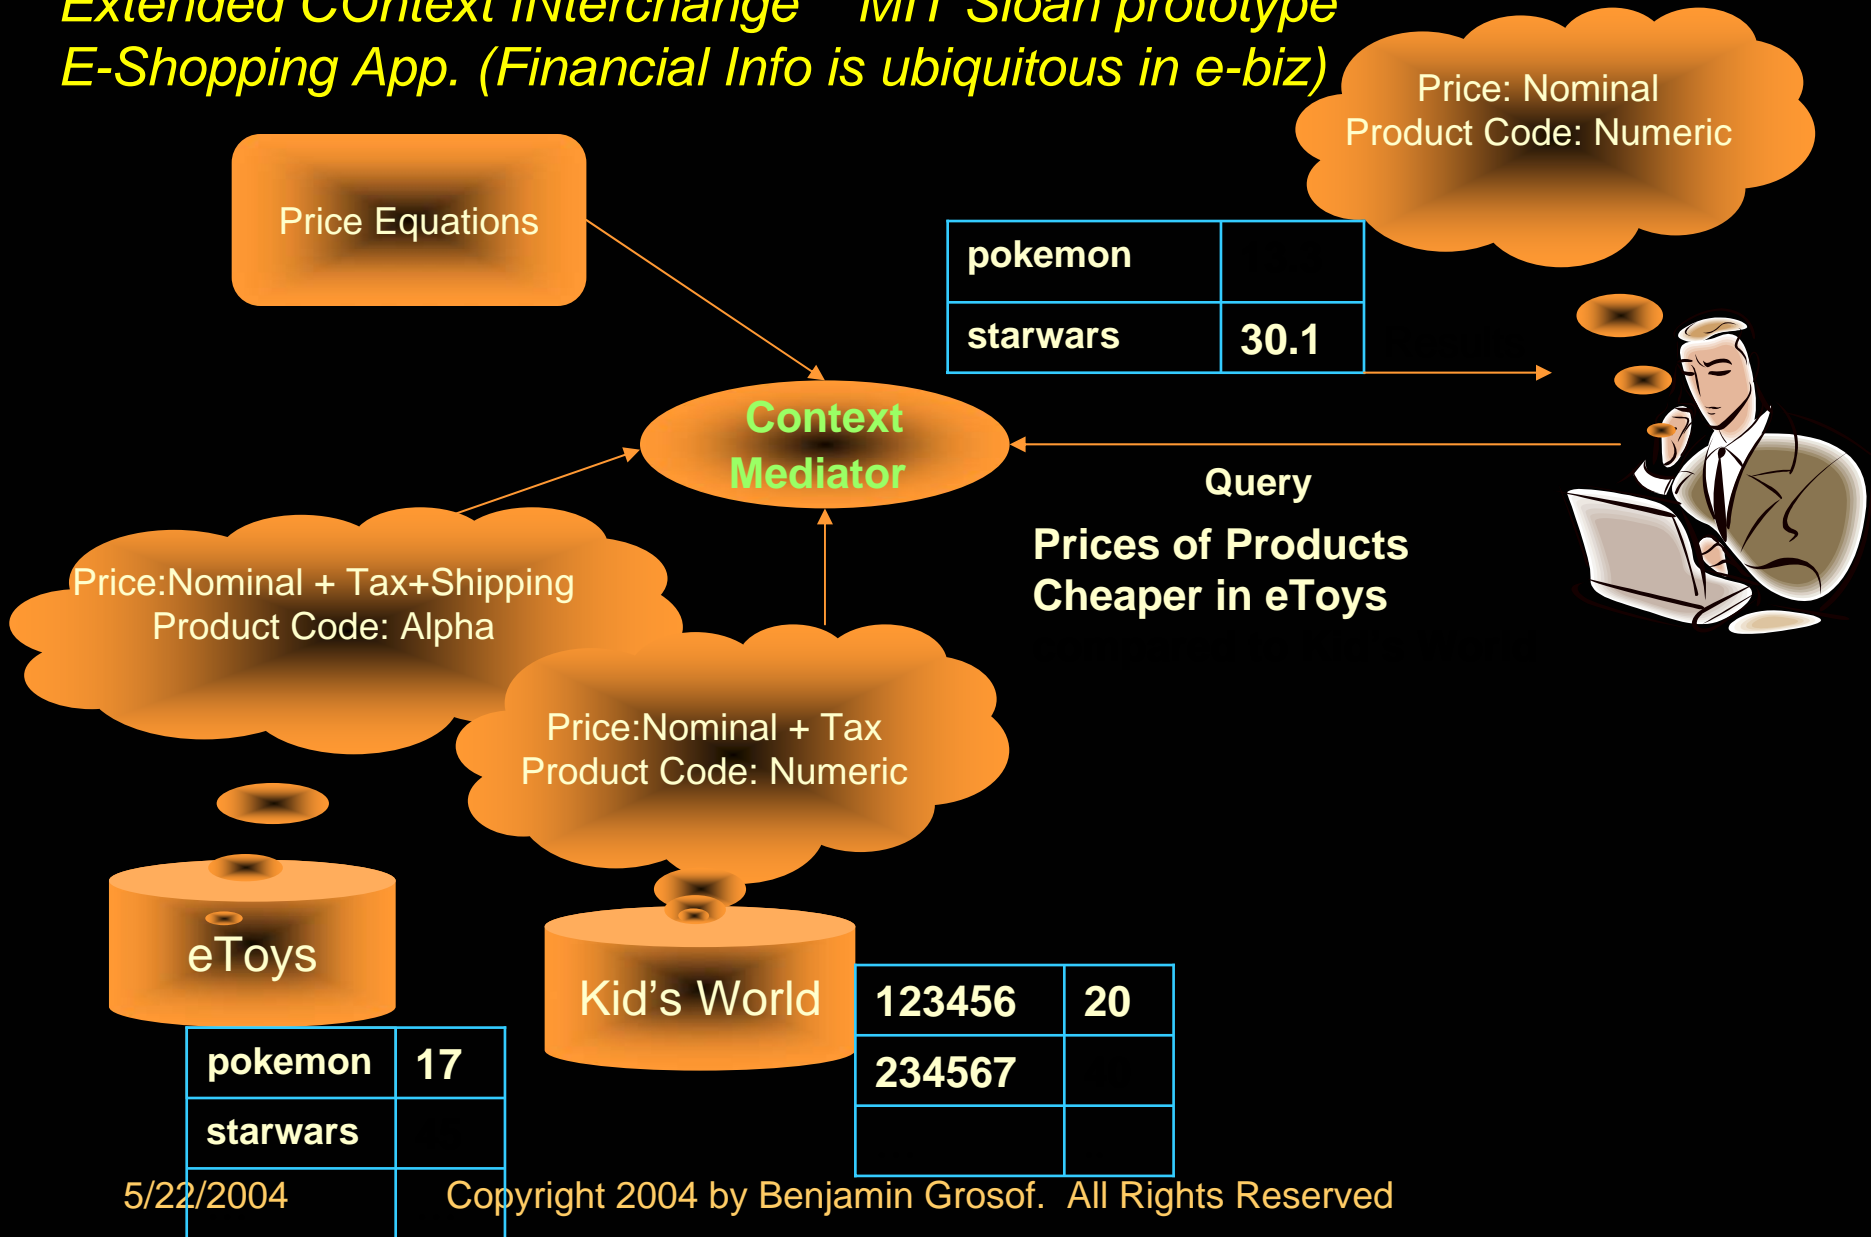 Extended COntext INterchange MIT Sloan prototype
E-Shopping App. (Financial Info is ubiquitous in e-biz)
Price: Nominal
Product Code: Numeric
Price Equations
pokemon
starwars 30.1
Context
Mediator
Query
Prices of Products
Cheaper in eToys
Price:Nominal + Tax+Shipping
Product Code: Alpha
Price:Nominal + Tax
Product Code: Numeric
eToys
Kid’s World
123456 20
234567
pokemon 17
starwars
5/22/2004
Copyright 2004 by Benjamin Grosof. All Rights Reserved